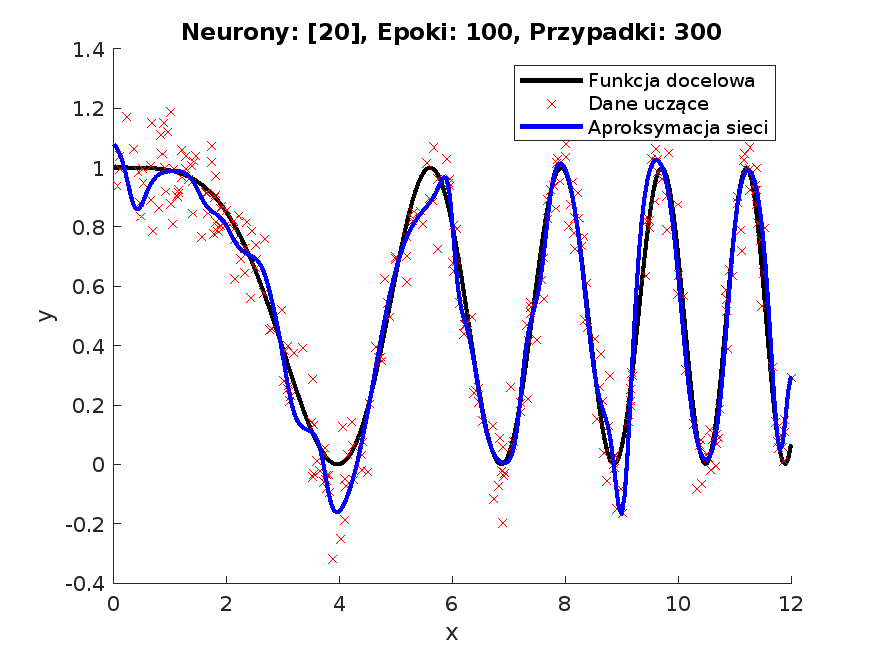 Neurony: [20], Epoki: 100, Przypadki: 300
1.4
1.2
1
0.8
0.6
0.4
0.2
0
-0.2
-0.4
y
Funkcja docelowa
Dane uczące
Aproksymacja sieci
0 2 4 6 8 10 12
x